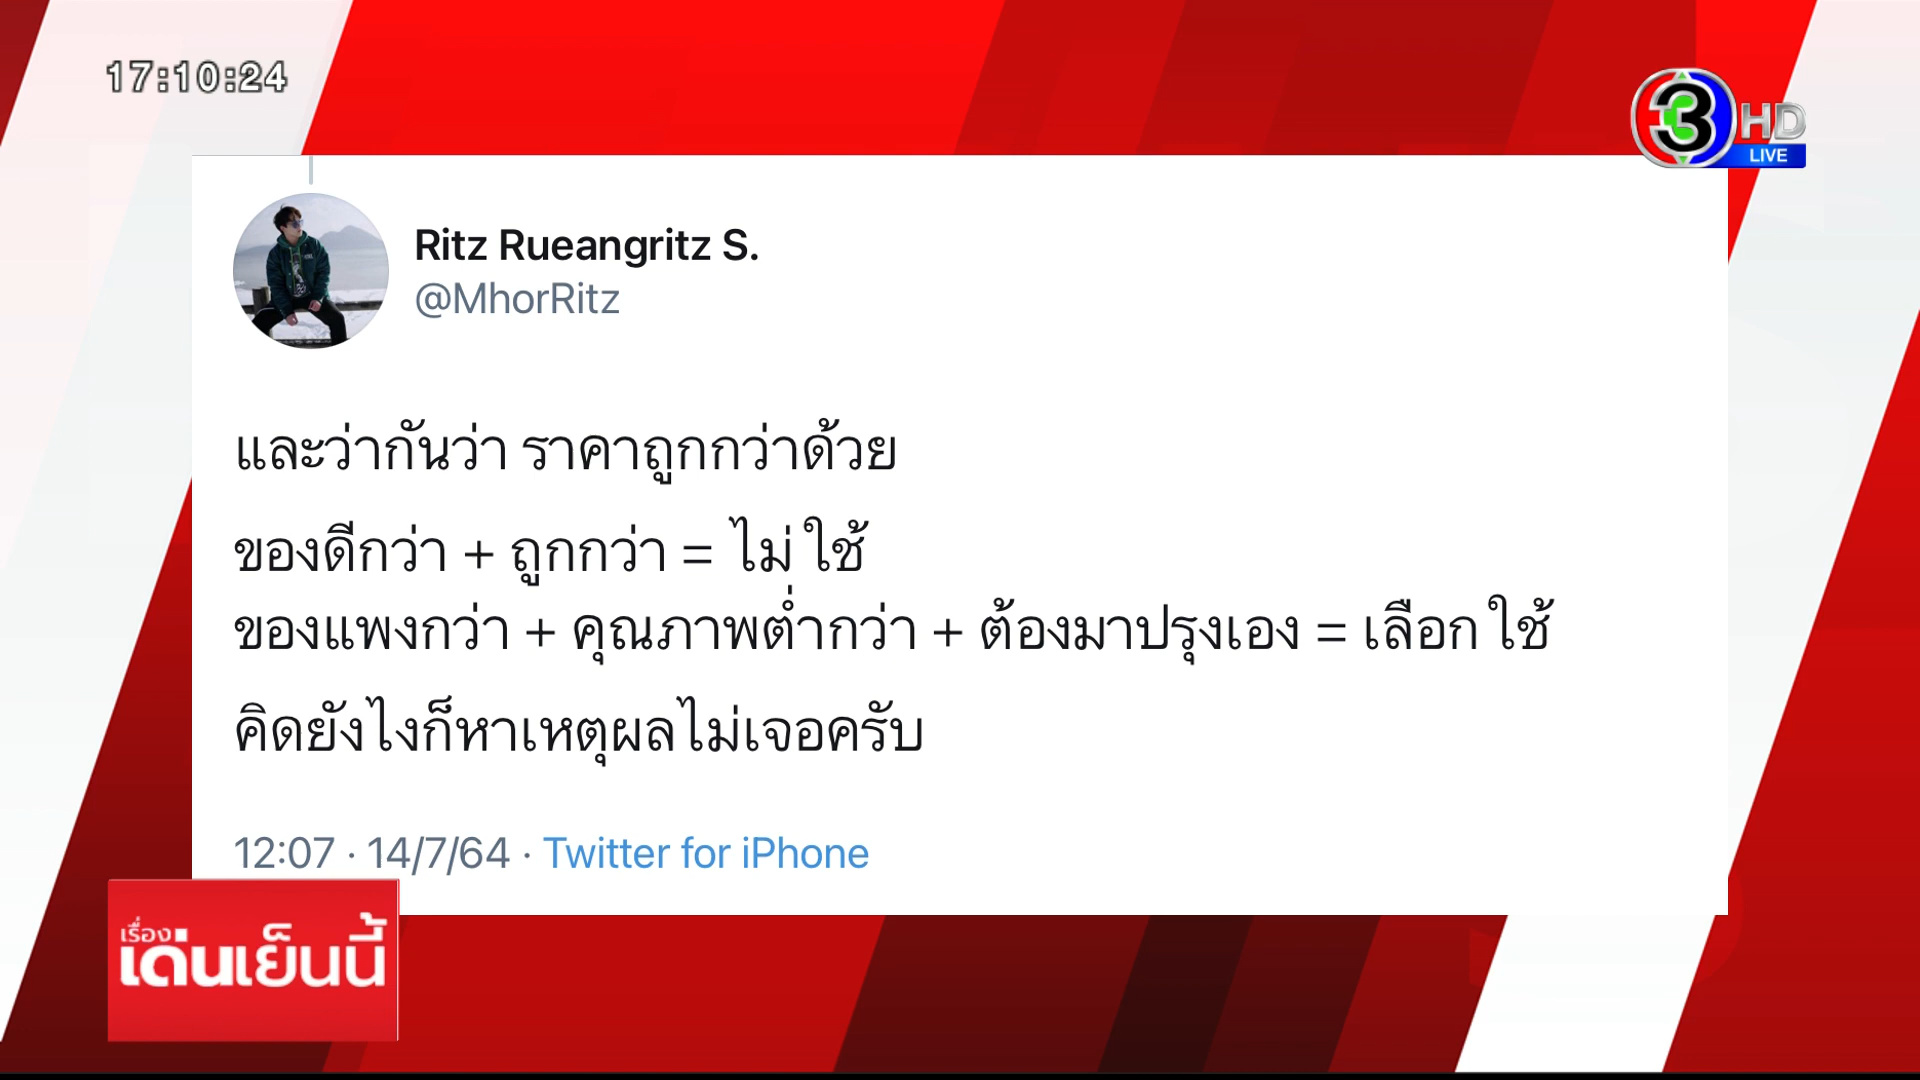 17:10:24
3 HD
LIVE
Ritz Rueangritz S.
@MhorRitz
และว่ากันว่า ราคาถูกกว่าด้วย
ของดีกว่า + ถูกกว่า = ไม่ใช้
ของแพงกว่า + คุณภาพต่ำกว่า + ต้องมาปรุงเอง = เลือกใช้
คิดยังไงก็หาเหตุผลไม่เจอครับ
12:07 · 14/7/64 · Twitter for iPhone
เรื่อง
เด่นเย็นนี้